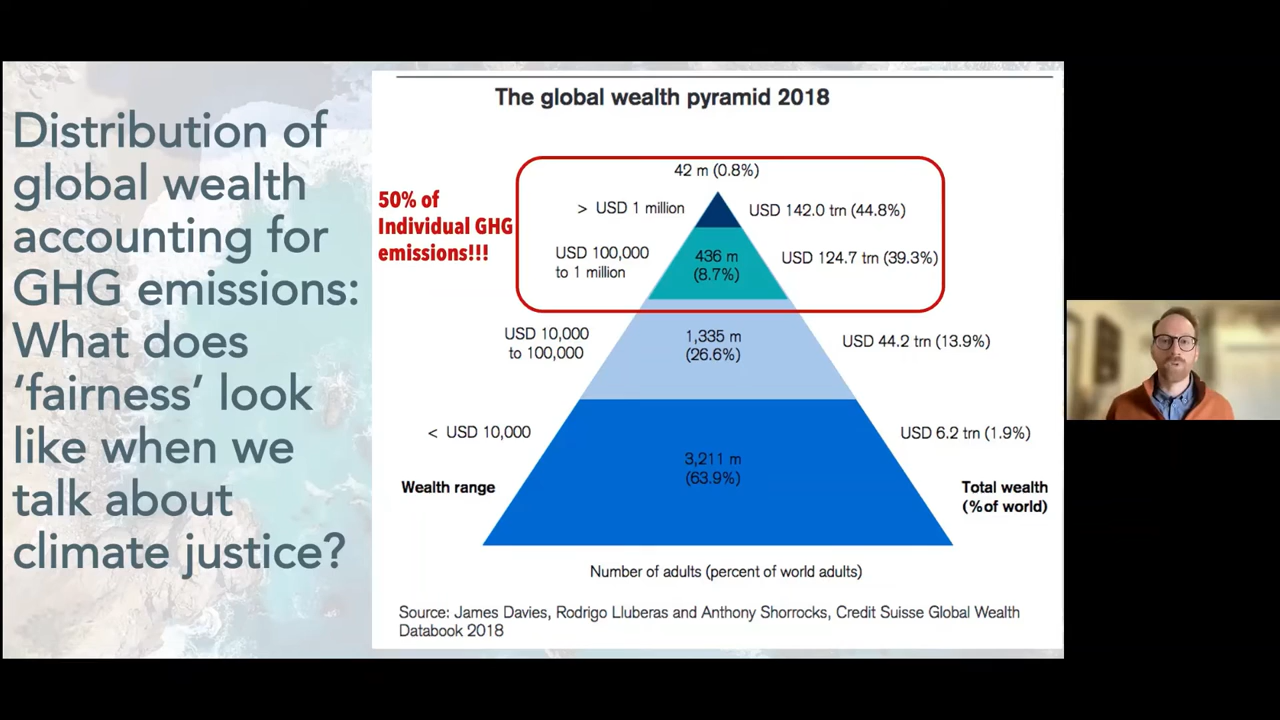 Distribution of
global wealth
accounting for
GHG emissions:
What does
‘fairness’ look
like when we
talk about
climate justice?
The global wealth pyramid 2018
50% of
Individual GHG
emissions!!!
42 m (0.8%)
> USD 1 million
USD 142.0 trn (44.8%)
USD 100,000
to 1 million
436 m
(8.7%)
USD 124.7 trn (39.3%)
USD 10,000
to 100,000
1,335 m
(26.6%)
USD 44.2 trn (13.9%)
< USD 10,000
3,211 m
(63.9%)
USD 6.2 trn (1.9%)
Wealth range
Total wealth
(% of world)
Number of adults (percent of world adults)
Source: James Davies, Rodrigo Lluberas and Anthony Shorrocks, Credit Suisse Global Wealth
Databook 2018